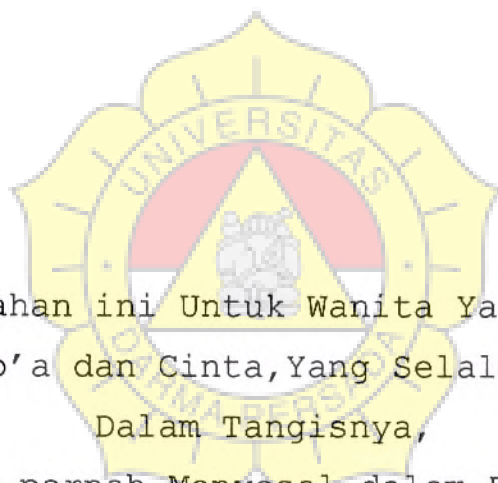 UNIVERSITAS
ahan ini Untuk Wanita Ya
o'a dan Cinta,Yang Selal
DARMA PERSADA
Dalam Tangisnya,